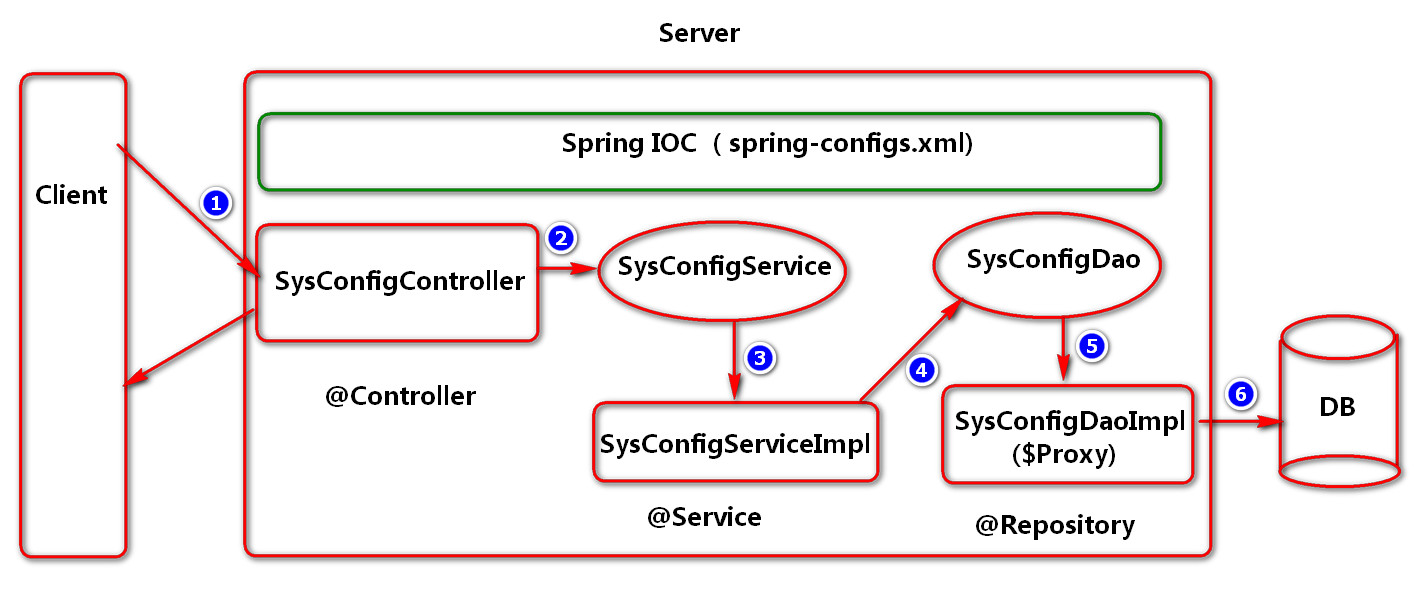 Server
Spring IOC ( spring-configs.xml)
Client
1
2
SysConfigController
SysConfigService
SysConfigDao
3
4
5
6
@Controller
SysConfigServiceImpl
SysConfigDaoImpl
($Proxy)
DB
@Service
@Repository